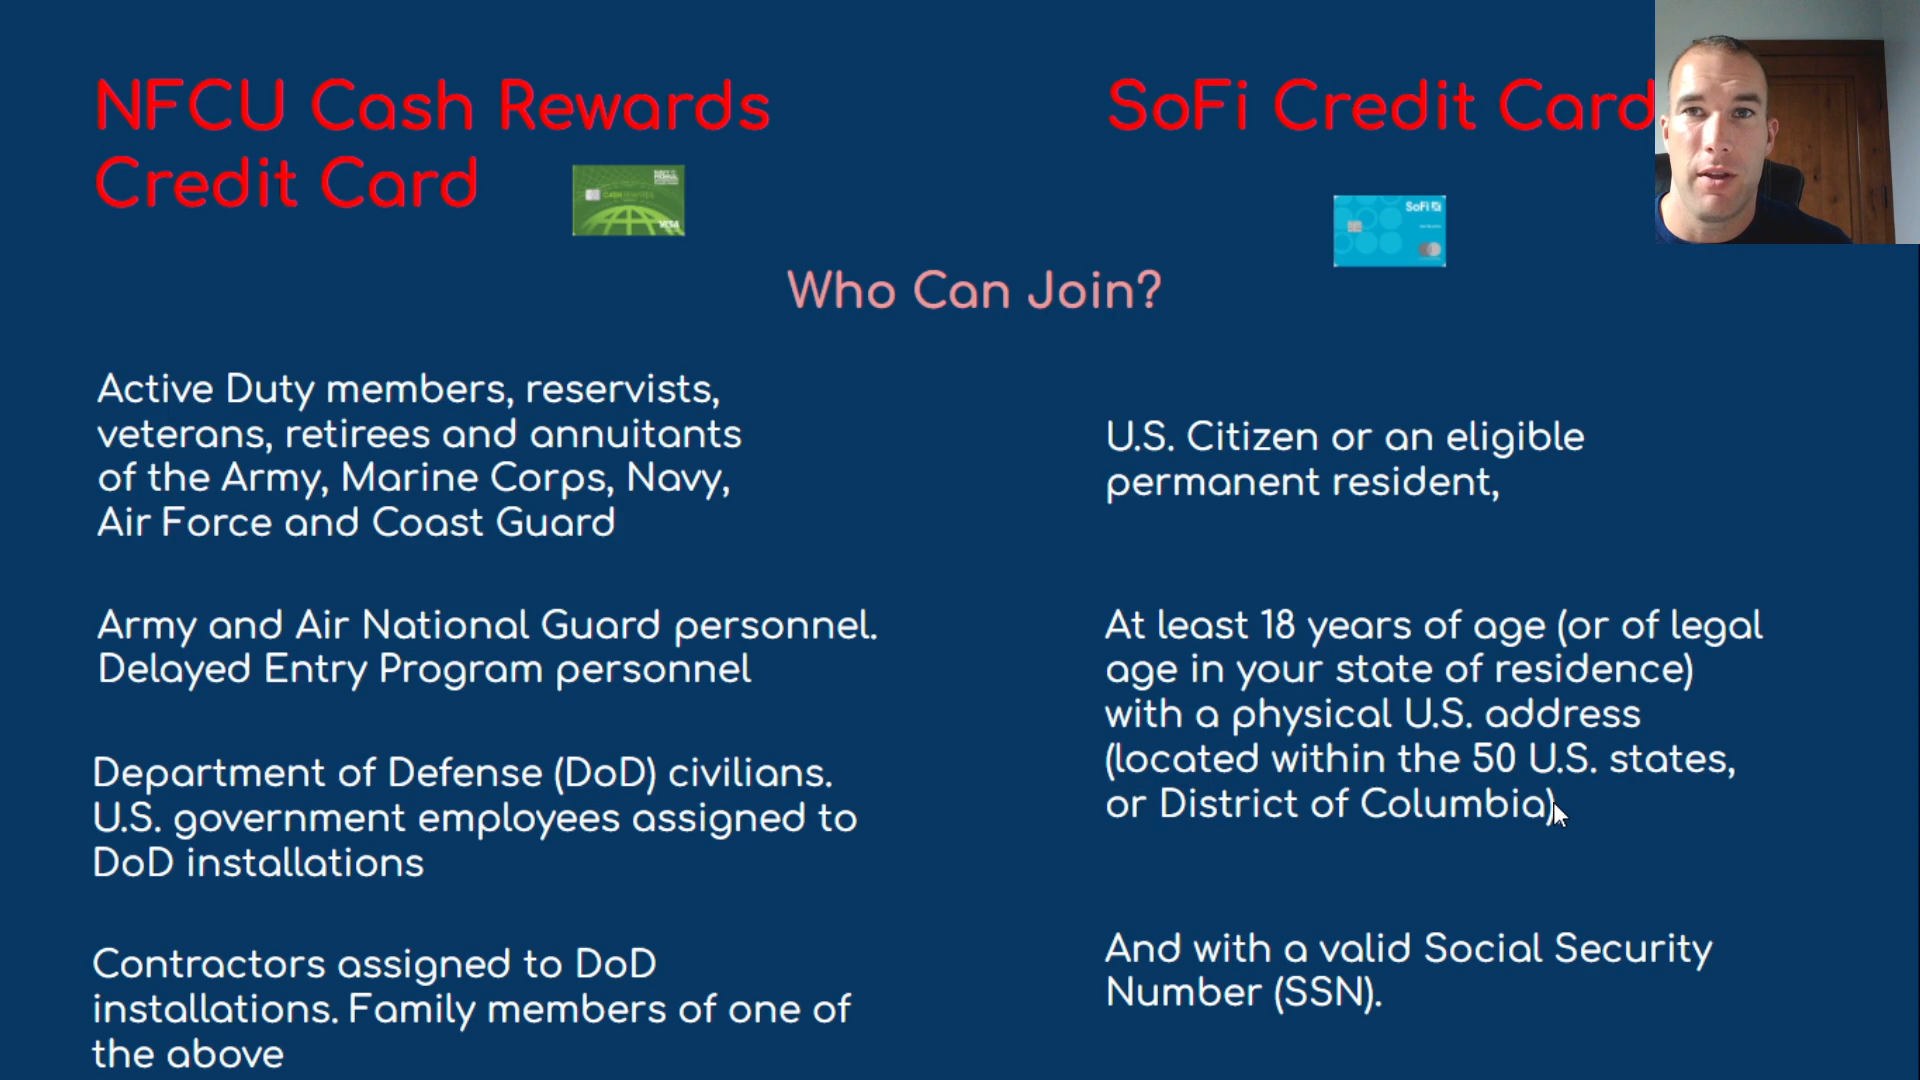 NFCU Cash Rewards
Credit Card
CASH REWARDS
VISA
SoFi Credit Card
SoFi
Who Can Join?
Active Duty members, reservists,
veterans, retirees and annuitants
of the Army, Marine Corps, Navy,
Air Force and Coast Guard
Army and Air National Guard personnel.
Delayed Entry Program personnel
Department of Defense (DoD) civilians.
U.S. government employees assigned to
DoD installations
Contractors assigned to DoD
installations. Family members of one of
the above
U.S. Citizen or an eligible
permanent resident,
At least 18 years of age (or of legal
age in your state of residence)
with a physical U.S. address
(located within the 50 U.S. states,
or District of Columbia)
And with a valid Social Security
Number (SSN).